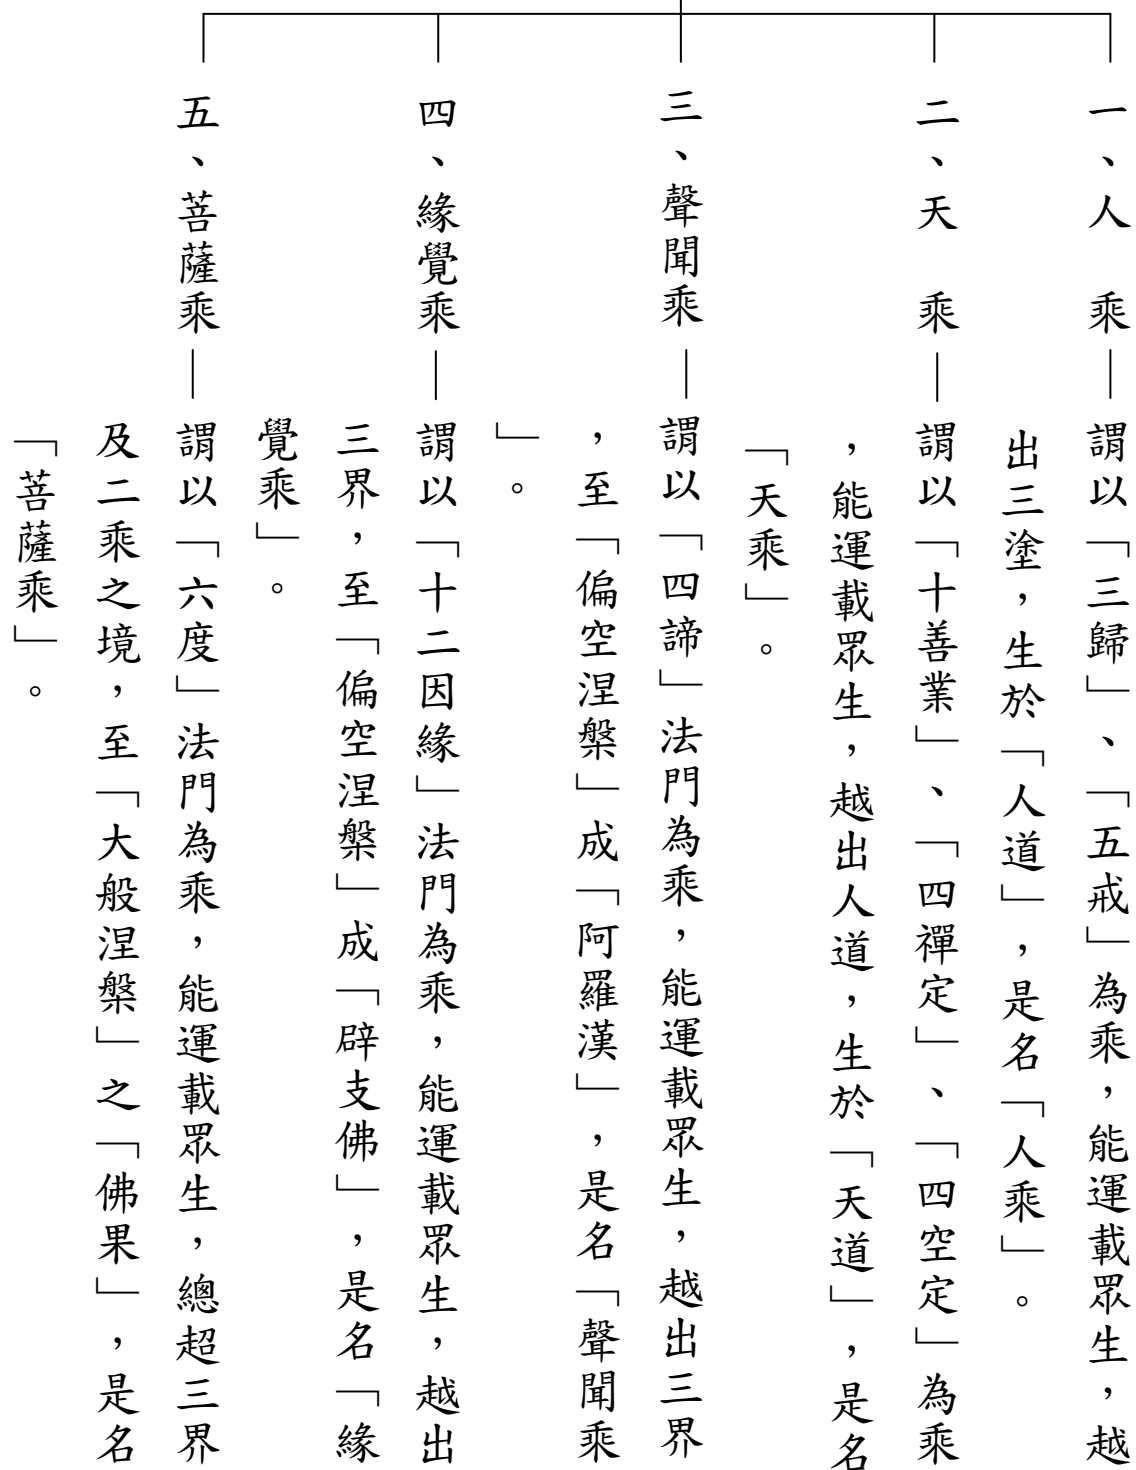 一、人　乘—謂以「三歸」、「五戒」為乘，能運載眾生，越
出三塗，生於「人道」，是名「人乘」。
二、天　乘—謂以「十善業」、「四禪定」、「四空定」為乘
，能運載眾生，越出人道，生於「天道」，是名
「天乘」。
三、聲聞乘—謂以「四諦」法門為乘，能運載眾生，越出三界
，至「偏空涅槃」成「阿羅漢」，是名「聲聞乘
」。
四、緣覺乘—謂以「十二因緣」法門為乘，能運載眾生，越出
三界，至「偏空涅槃」成「辟支佛」，是名「緣
覺乘」。
五、菩薩乘—謂以「六度」法門為乘，能運載眾生，總超三界
及二乘之境，至「大般涅槃」之「佛果」，是名
「菩薩乘」。